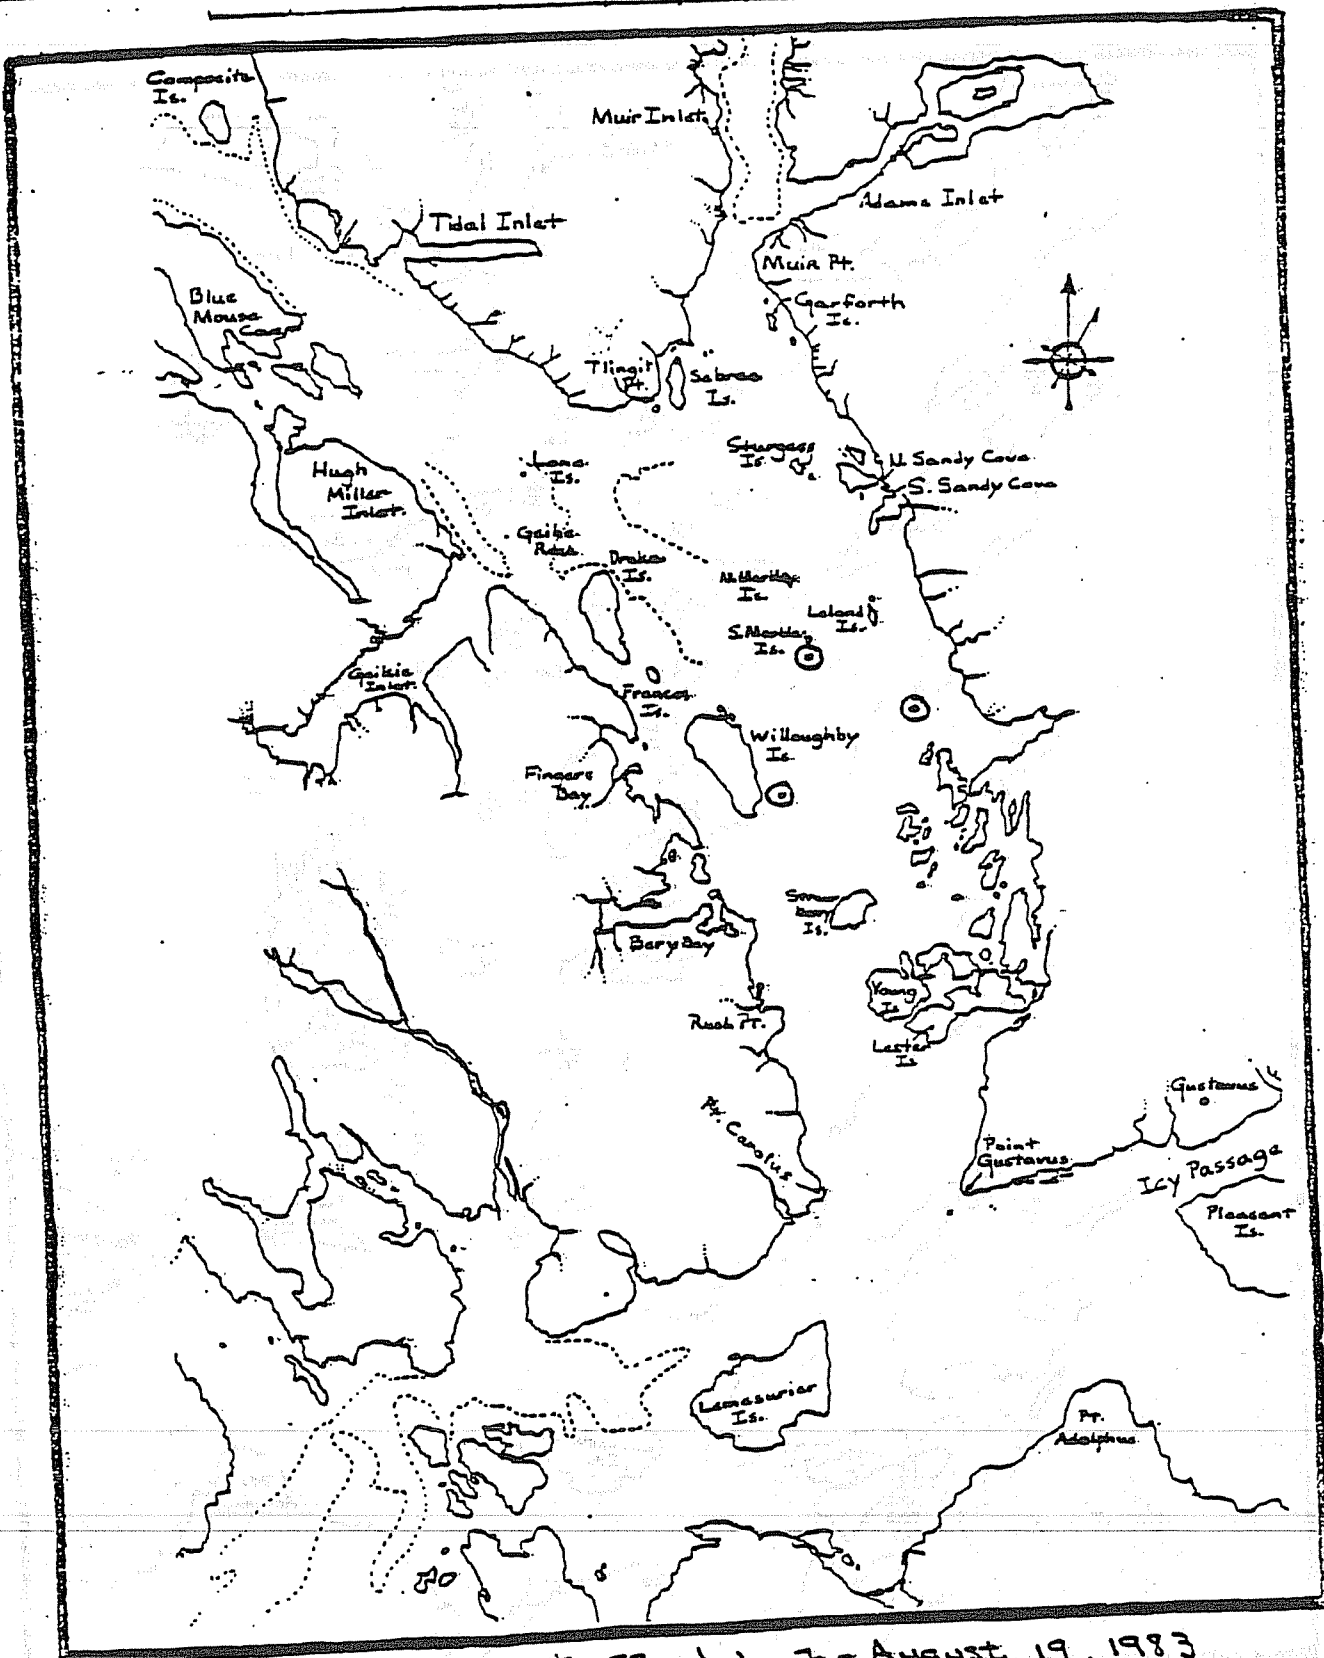 Composite
Is.
Muir Inlet
Adams Inlet
Tidal Inlet
Muir Pt.
Blue
Mouse
Cove
Garforth
Is.
Tlingit
Pt.
Sebree
Is.
Sturgess
Is.
N. Sandy Cove
S. Sandy Cove
Lone
Is.
Hugh
Miller
Inlet
Geikie
Rock
Drake
Is.
N. Marble
Is.
Leland
Is.
S. Marble
Is.
Geikie
Inlet
Francis
Is.
Willoughby
Is.
Fingers
Bay
Straw
berry
Is.
Berg Bay
Young
Is.
Rush Pt.
Lester
Is.
Gustavus
Pt. Carolus
Point
Gustavus
Icy Passage
Pleasant
Is.
Lemesurier
Is.
Pt.
Adolphus
August 19, 1983